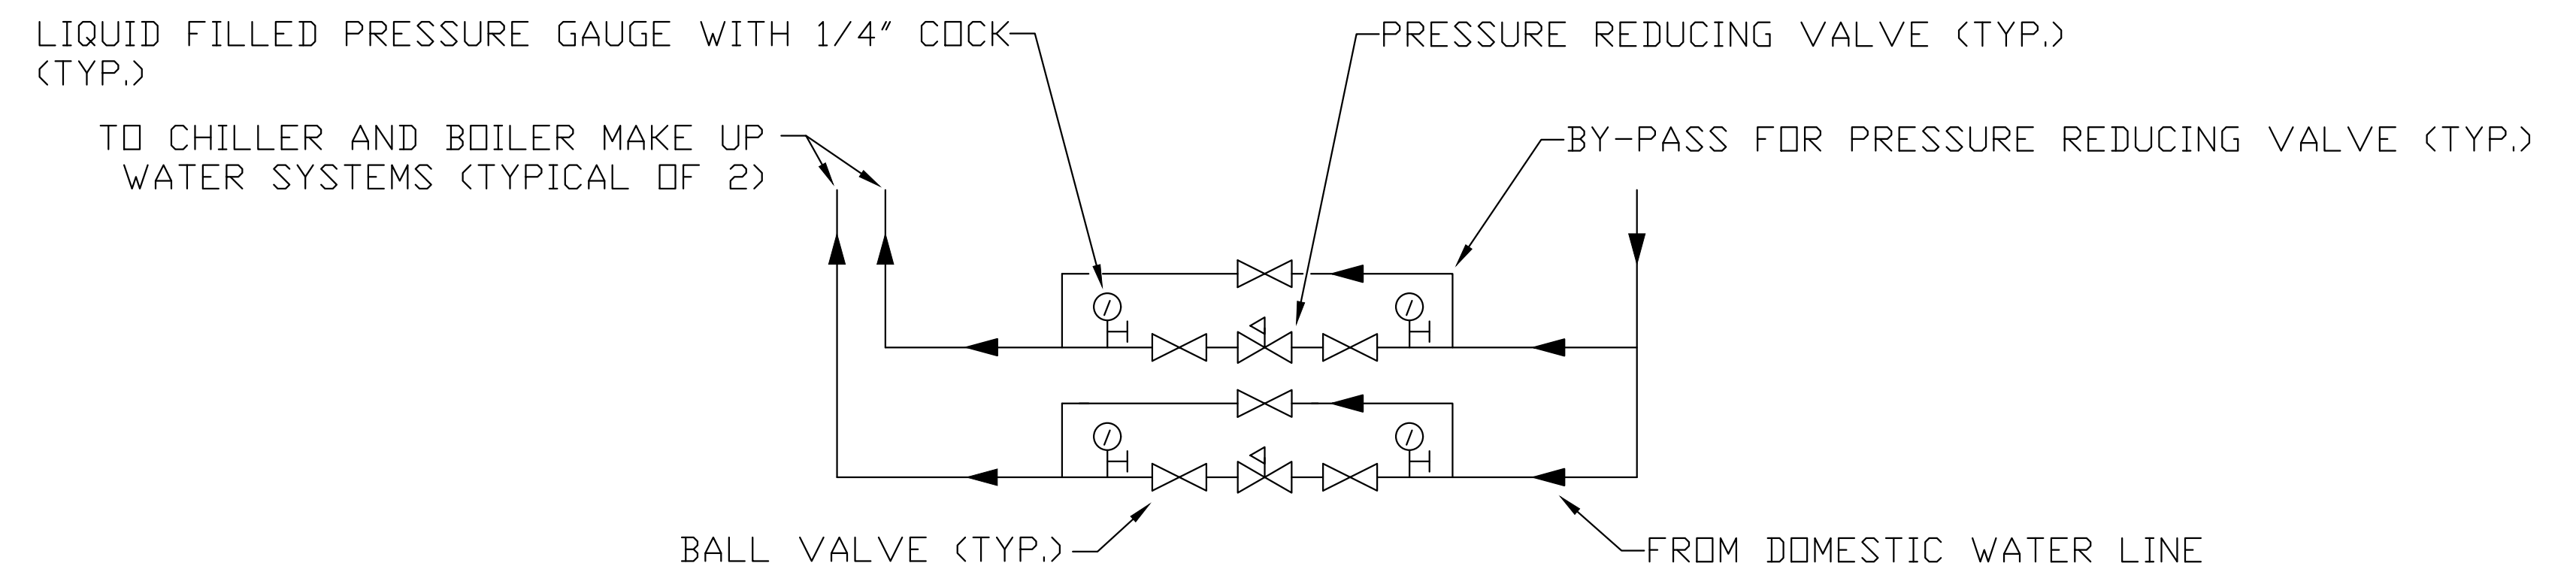 LIQUID FILLED PRESSURE GAUGE WITH 1/4" COCK
(TYP.)
PRESSURE REDUCING VALVE (TYP.)
TO CHILLER AND BOILER MAKE UP
WATER SYSTEMS (TYPICAL OF 2)
BY-PASS FOR PRESSURE REDUCING VALVE (TYP.)
BALL VALVE (TYP.)
FROM DOMESTIC WATER LINE